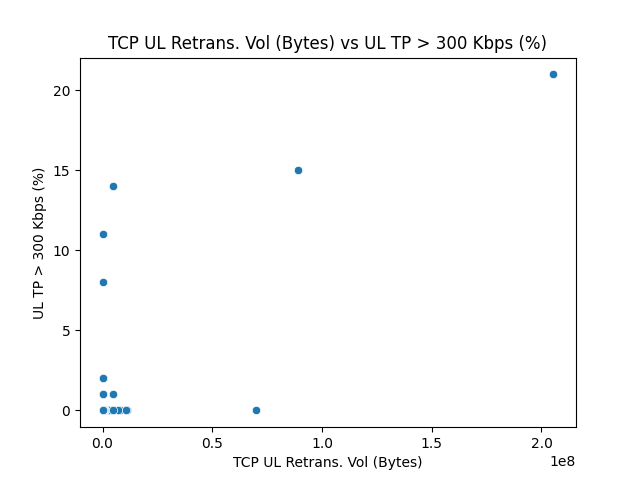 TCP UL Retrans. Vol (Bytes) vs UL TP > 300 Kbps (%)
UL TP > 300 Kbps (%)
20
15
10
5
0
0.0 0.5 1.0 1.5 2.0
1e8
TCP UL Retrans. Vol (Bytes)